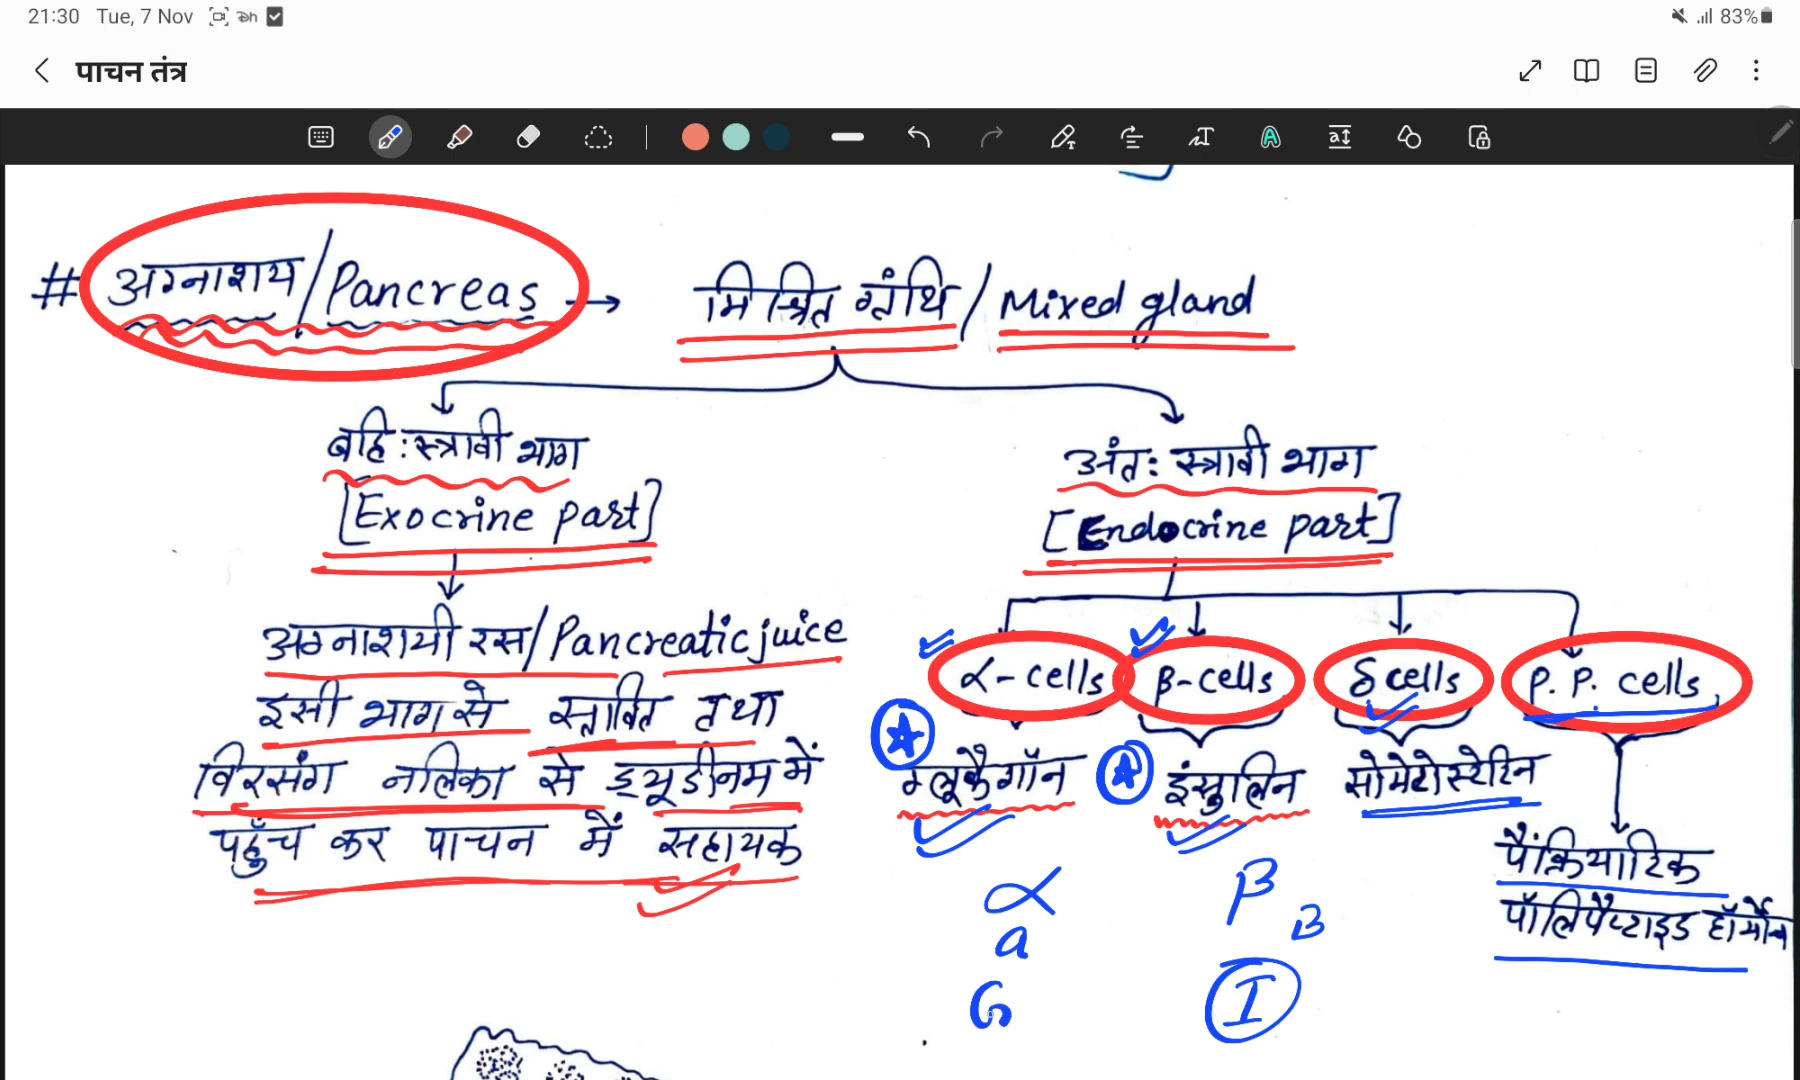 21:30 Tue, 7 Nov
83%
पाचन तंत्र
# अग्नाशय/Pancreas → मिश्रित ग्रंथि/Mixed gland
बहि:स्त्रावी भाग
[Exocrine part]
अंत: स्त्रावी भाग
[Endocrine part]
अग्नाशयी रस/Pancreatic juice
इसी भाग से स्त्रावित तथा
विरसंग नलिका से ड्यूडीनम में
पहुँच कर पाचन में सहायक
α-cells β-cells δ cells P.P. cells
ग्लूकैगॉन इंसुलिन सोमेटोस्टेटिन
पैंक्रियाटिक
पॉलिपैप्टाइड हॉर्मोन
α β B
a
G I